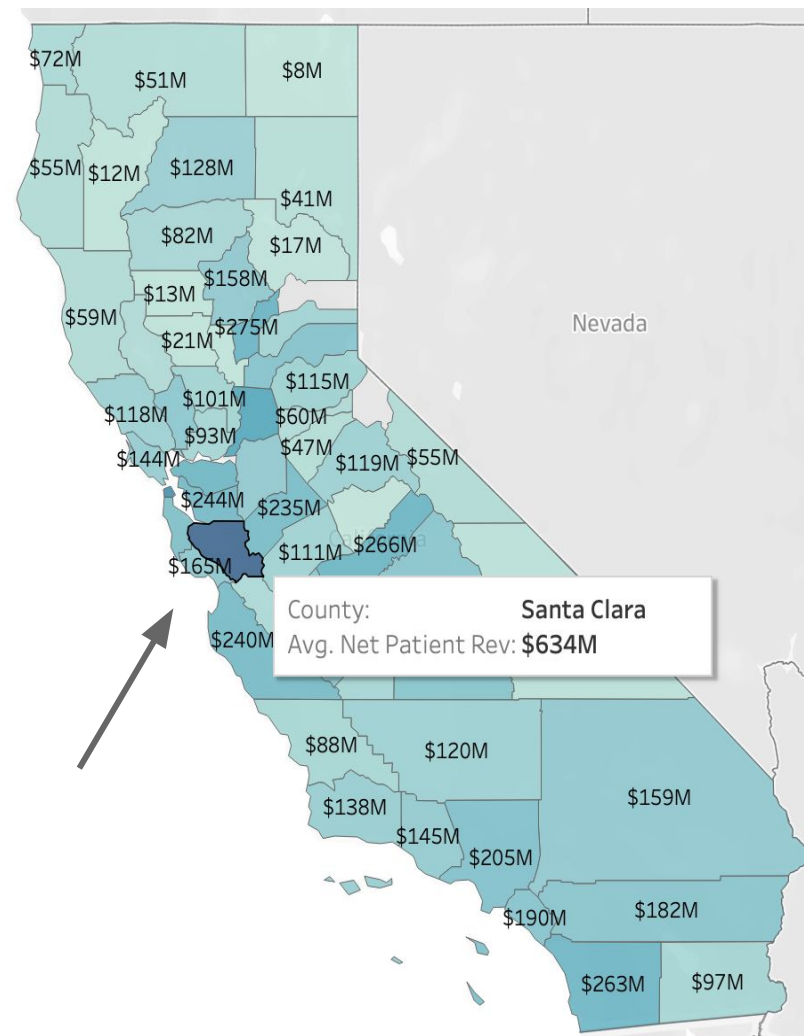 $72M
$51M
$8M
$55M
$12M
$128M
$41M
$82M
$17M
$158M
$13M
$59M
$275M
$21M
Nevada
$115M
$101M
$118M
$60M
$93M
$47M
$144M
$119M
$55M
$244M
$235M
California
$111M
$266M
$165M
County: Santa Clara
Avg. Net Patient Rev: $634M
$240M
$88M
$120M
$159M
$138M
$145M
$205M
$190M
$182M
$263M
$97M